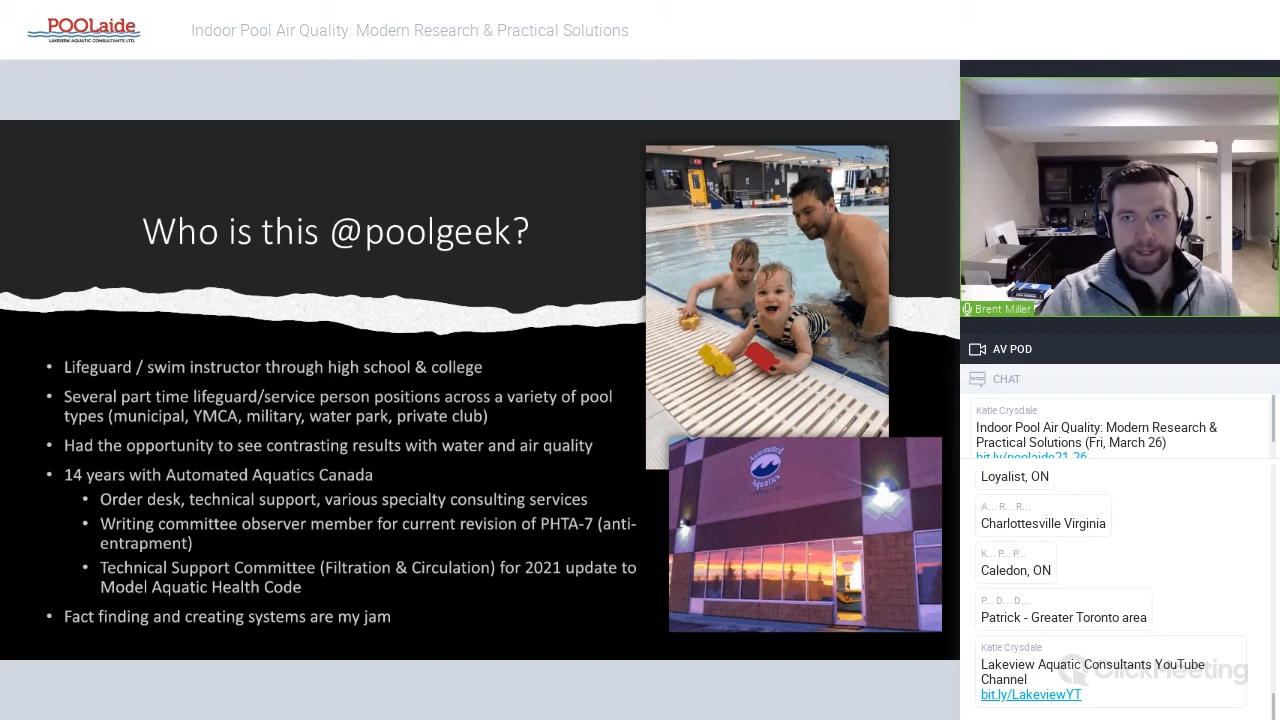 POOLaide
LAKEVIEW AQUATIC CONSULTANTS LTD.
Indoor Pool Air Quality: Modern Research & Practical Solutions
Who is this @poolgeek?
• Lifeguard / swim instructor through high school & college
• Several part time lifeguard/service person positions across a variety of pool
types (municipal, YMCA, military, water park, private club)
• Had the opportunity to see contrasting results with water and air quality
• 14 years with Automated Aquatics Canada
• Order desk, technical support, various specialty consulting services
• Writing committee observer member for current revision of PHTA-7 (anti-
entrapment)
• Technical Support Committee (Filtration & Circulation) for 2021 update to
Model Aquatic Health Code
• Fact finding and creating systems are my jam
Automated
Aquatics
Brent Miller
AV POD
CHAT
Katie Crysdale
Indoor Pool Air Quality: Modern Research &
Practical Solutions (Fri, March 26)
bit.ly/poolaide21-26
Loyalist, ON
A... R... R...
Charlottesville Virginia
K... P... P...
Caledon, ON
P... D... D...
Patrick - Greater Toronto area
Katie Crysdale
Lakeview Aquatic Consultants YouTube
Channel
bit.ly/LakeviewYT
ClickMeeting